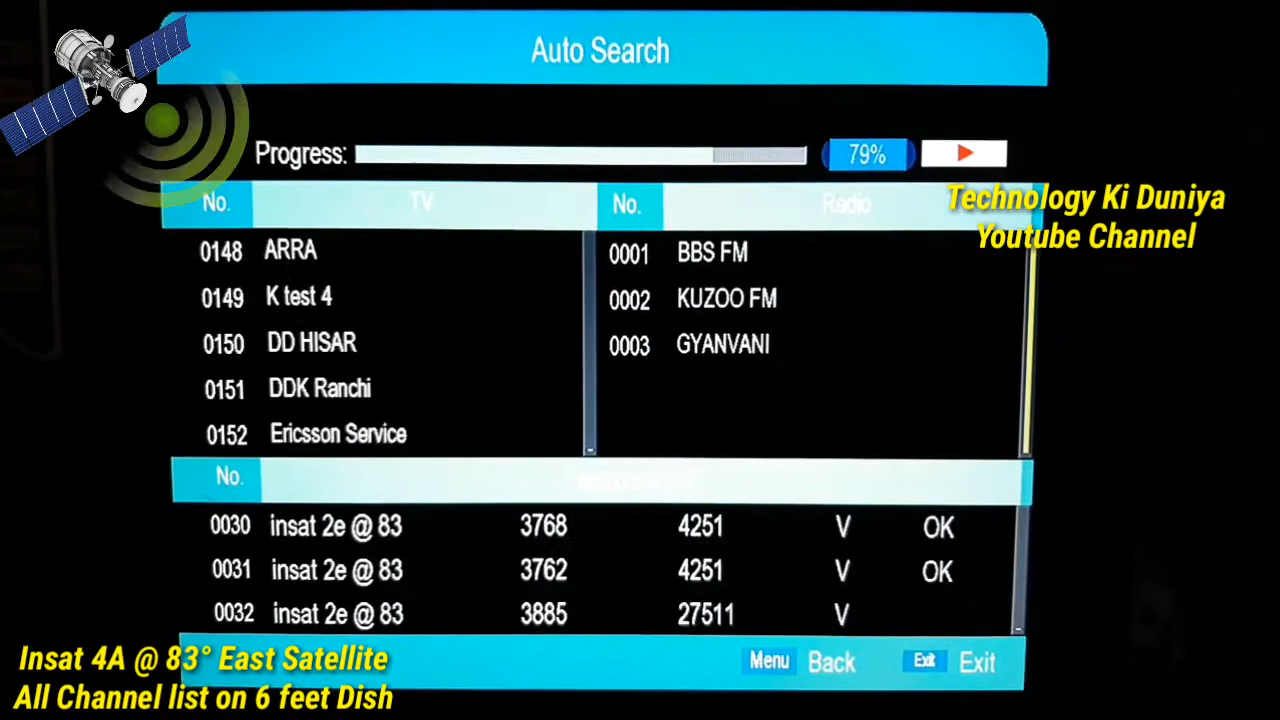 Auto Search
Progress: 79%
No. TV No. Radio
Technology Ki Duniya
Youtube Channel
0148 ARRA 0001 BBS FM
0149 K test 4 0002 KUZOO FM
0150 DD HISAR 0003 GYANVANI
0151 DDK Ranchi
0152 Ericsson Service
No.
0030 insat 2e @ 83 3768 4251 V OK
0031 insat 2e @ 83 3762 4251 V OK
0032 insat 2e @ 83 3885 27511 V
Menu Back Exit Exit
Insat 4A @ 83° East Satellite
All Channel list on 6 feet Dish